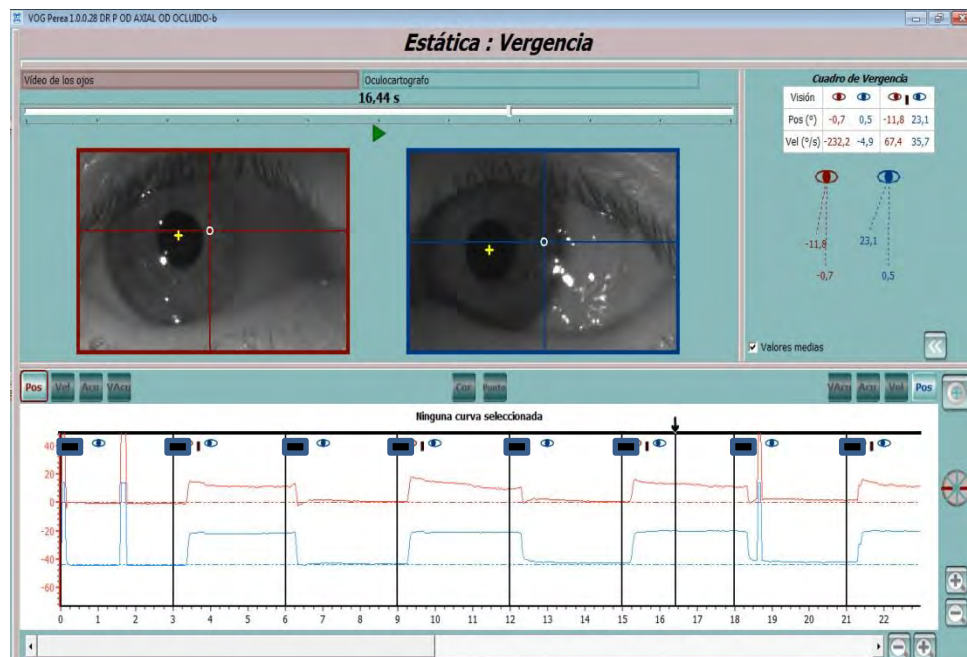 VOG Perea 1.0.0.28 DR P OD AXIAL OD OCLUIDO-b
Estática : Vergencia
Vídeo de los ojos
Oculocartografo
16,44 s
Cuadro de Vergencia
Visión
Pos (°) -0,7 0,5 -11,8 23,1
Vel (°/s) -232,2 -4,9 67,4 35,7
-11,8 23,1
-0,7 0,5
Valores medias
Pos Vel Acu VAcu Cor Punto VAcu Acu Vel Pos
Ninguna curva seleccionada
40
20
0
-20
-40
-60
0 1 2 3 4 5 6 7 8 9 10 11 12 13 14 15 16 17 18 19 20 21 22